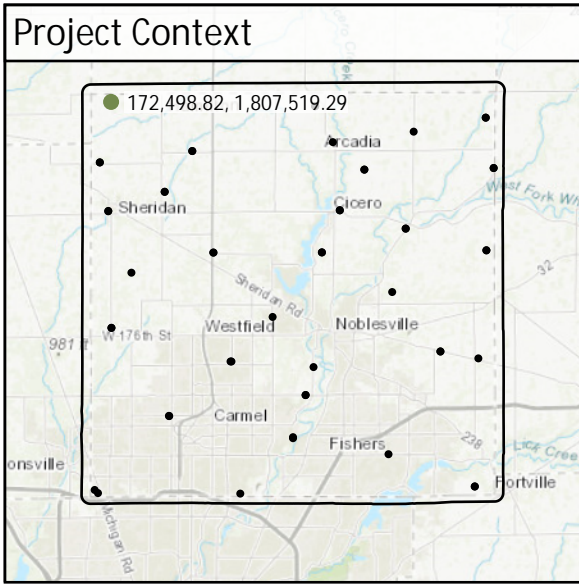 Project Context
172,498.82, 1,807,519.29
Arcadia
Sheridan
Cicero
West Fork Wh
32
Sheridan Rd
Westfield
Noblesville
W 176th St
981 ft
Carmel
Fishers
238
Lick Cree
onsville
Fortville
Michigan Rd